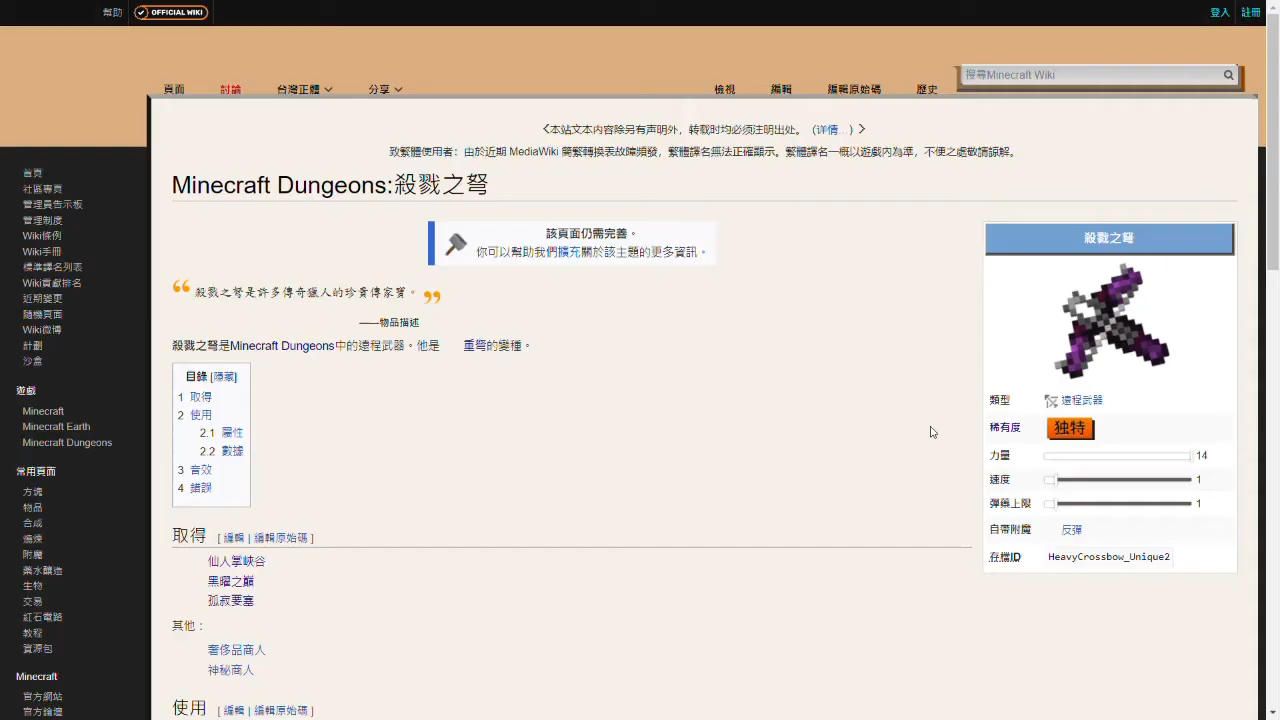 幫助
OFFICIAL WIKI
登入
註冊
頁面
討論
台灣正體
分享
檢視
編輯
編輯原始碼
歷史
搜尋Minecraft Wiki
本站文本内容除另有声明外，转载时均必须注明出处。（详情…）
致繁體使用者：由於近期 MediaWiki 簡繁轉換表故障頻發，繁體譯名無法正確顯示。繁體譯名一概以遊戲內為準，不便之處敬請諒解。
首頁
社區專頁
管理員告示板
管理制度
Wiki條例
Wiki手冊
標準譯名列表
Wiki貢獻排名
近期變更
隨機頁面
Wiki微博
計劃
沙盒
遊戲
Minecraft
Minecraft Earth
Minecraft Dungeons
常用頁面
方塊
物品
合成
燒煉
附魔
藥水釀造
生物
交易
紅石電路
教程
資源包
Minecraft
官方網站
官方論壇
Minecraft Dungeons:殺戮之弩
該頁面仍需完善。
你可以幫助我們擴充關於該主題的更多資訊。
“ 殺戮之弩是許多傳奇獵人的珍貴傳家寶。 ”
——物品描述
殺戮之弩是Minecraft Dungeons中的遠程武器。他是 重弩的變種。
目錄 [隱藏]
1 取得
2 使用
2.1 屬性
2.2 數據
3 音效
4 錯誤
取得 [ 編輯 | 編輯原始碼 ]
仙人掌峽谷
黑曜之巔
孤寂要塞
其他：
奢侈品商人
神秘商人
使用 [ 編輯 | 編輯原始碼 ]
殺戮之弩
類型 遠程武器
稀有度 独特
力量 14
速度 1
彈藥上限 1
自帶附魔 反彈
存檔ID HeavyCrossbow_Unique2